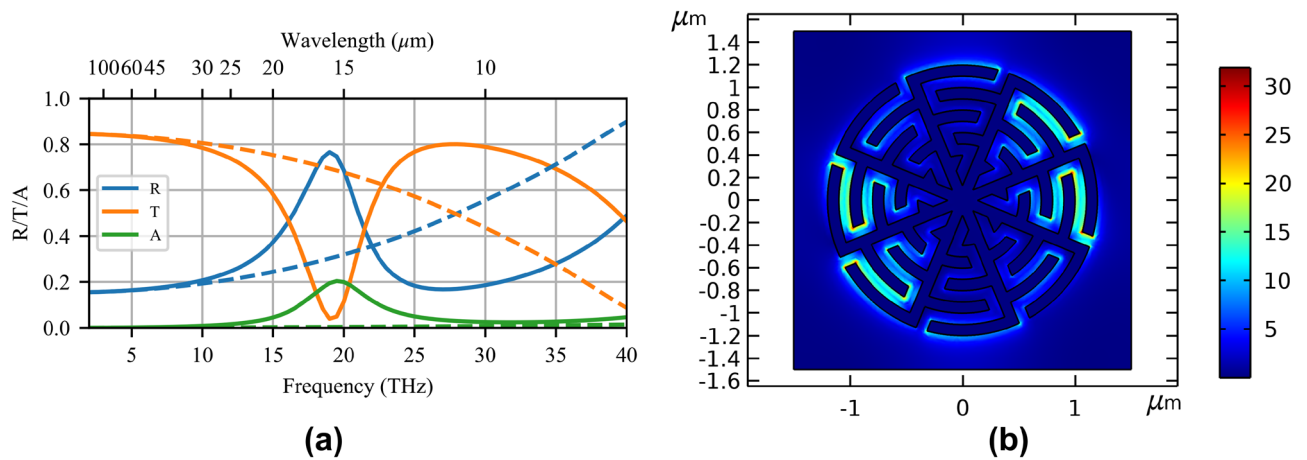 Wavelength (μm)
100 60 45 30 25 20 15 10
1.0
0.8
0.6
0.4
0.2
0.0
R/T/A
R
T
A
5 10 15 20 25 30 35 40
Frequency (THz)
(a)
μm
1.4
1.2
1
0.8
0.6
0.4
0.2
0
-0.2
-0.4
-0.6
-0.8
-1
-1.2
-1.4
-1.6
-1 0 1 μm
30
25
20
15
10
5
(b)